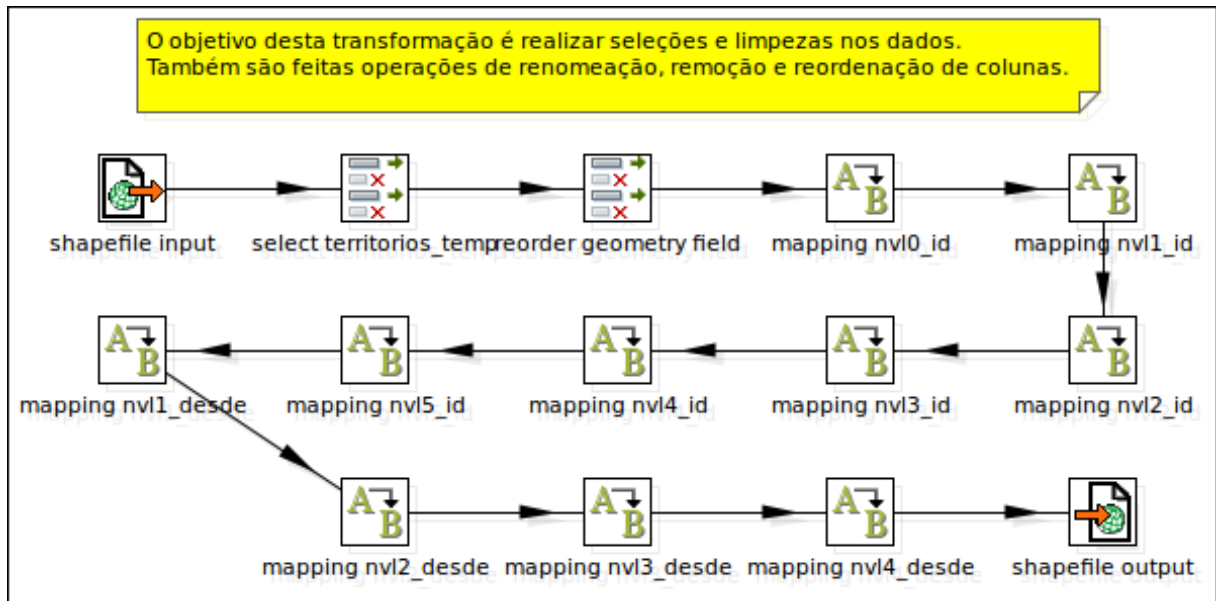 O objetivo desta transformação é realizar seleções e limpezas nos dados.
Também são feitas operações de renomeação, remoção e reordenação de colunas.
shapefile input
select territorios_temp
reorder geometry field
mapping nvl0_id
mapping nvl1_id
mapping nvl1_desde
mapping nvl5_id
mapping nvl4_id
mapping nvl3_id
mapping nvl2_id
mapping nvl2_desde
mapping nvl3_desde
mapping nvl4_desde
shapefile output